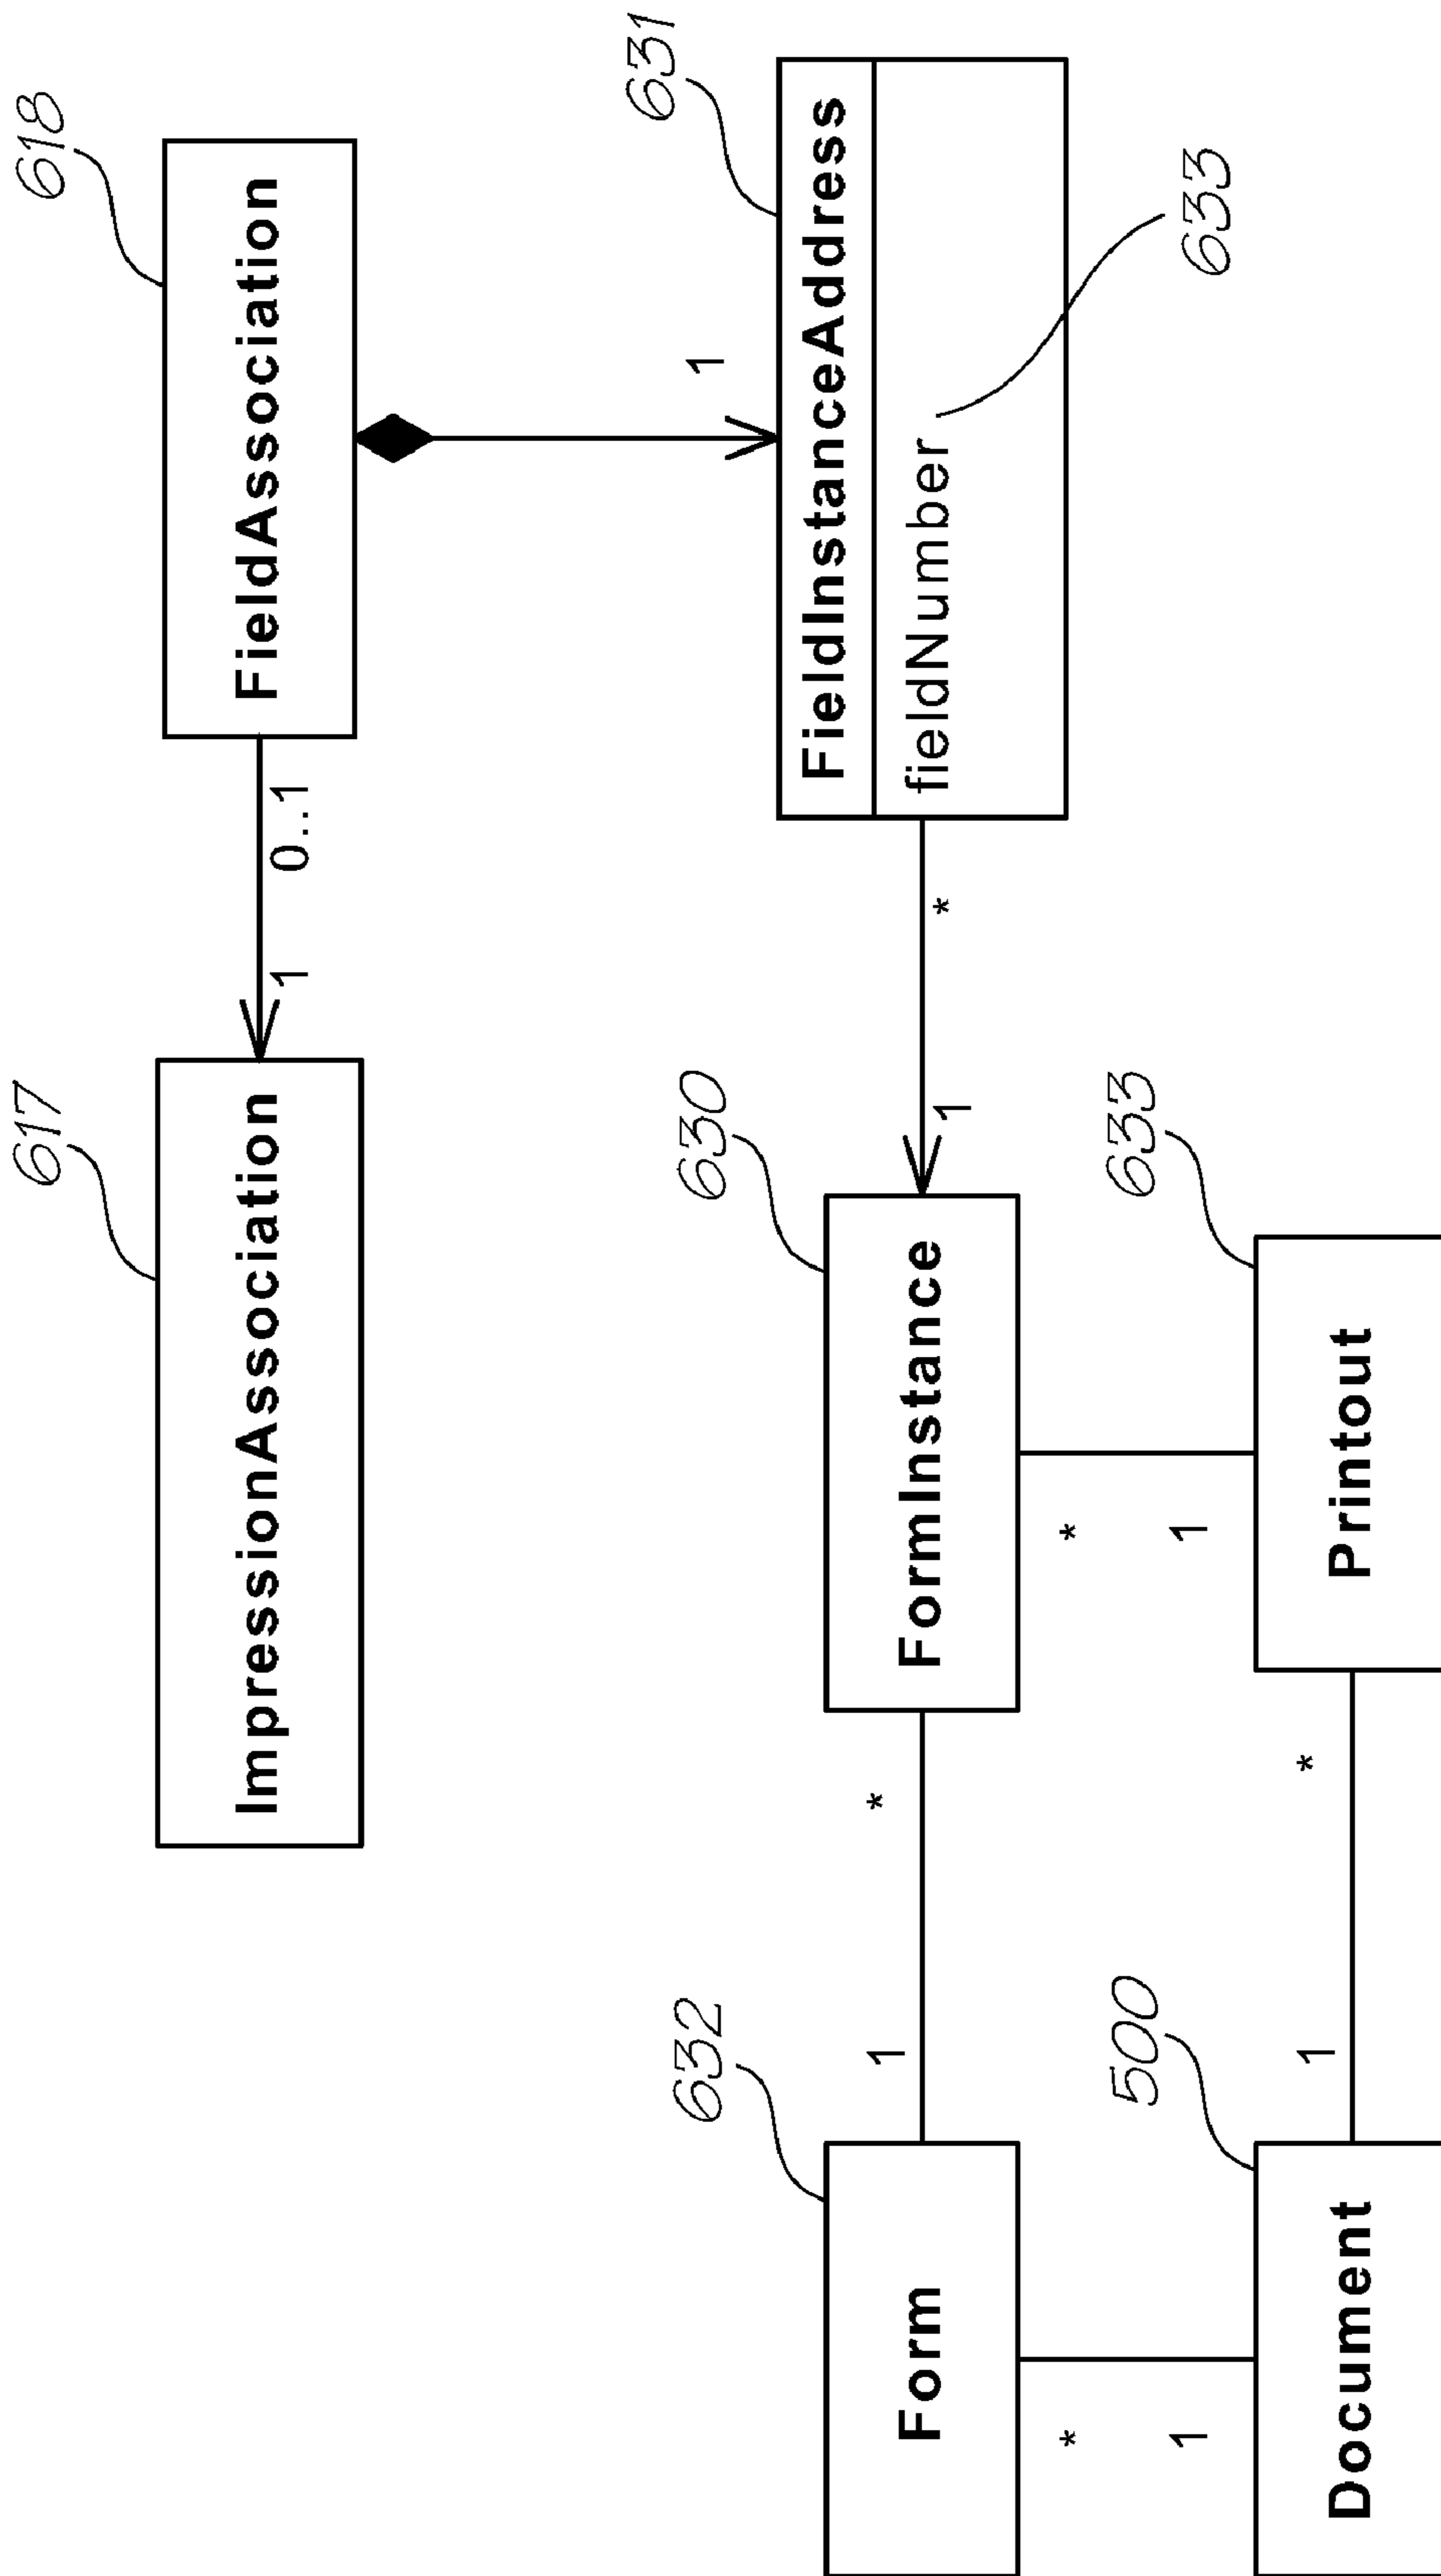 617
618
ImpressionAssociation
1
0..1
FieldAssociation
1
632
630
631
Form
1
*
FormInstance
1
*
FieldInstanceAddress
fieldNumber
*
1
*
1
500
633
633
Document
1
*
Printout